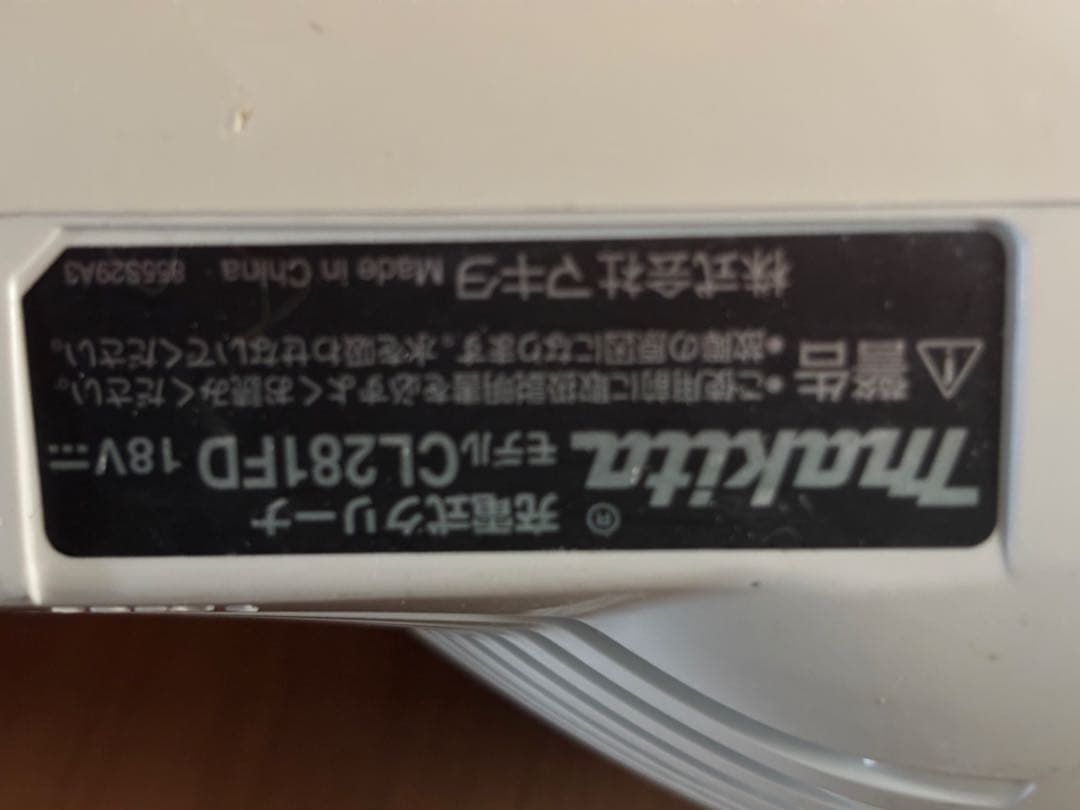 makita® 充電式クリーナ
モデル CL281FD 18V⎓
警告
●ご使用前に取扱説明書を必ずよくお読みください。
●故障の原因になります。水を吸わせないでください。
株式会社マキタ Made in China 855S29A3